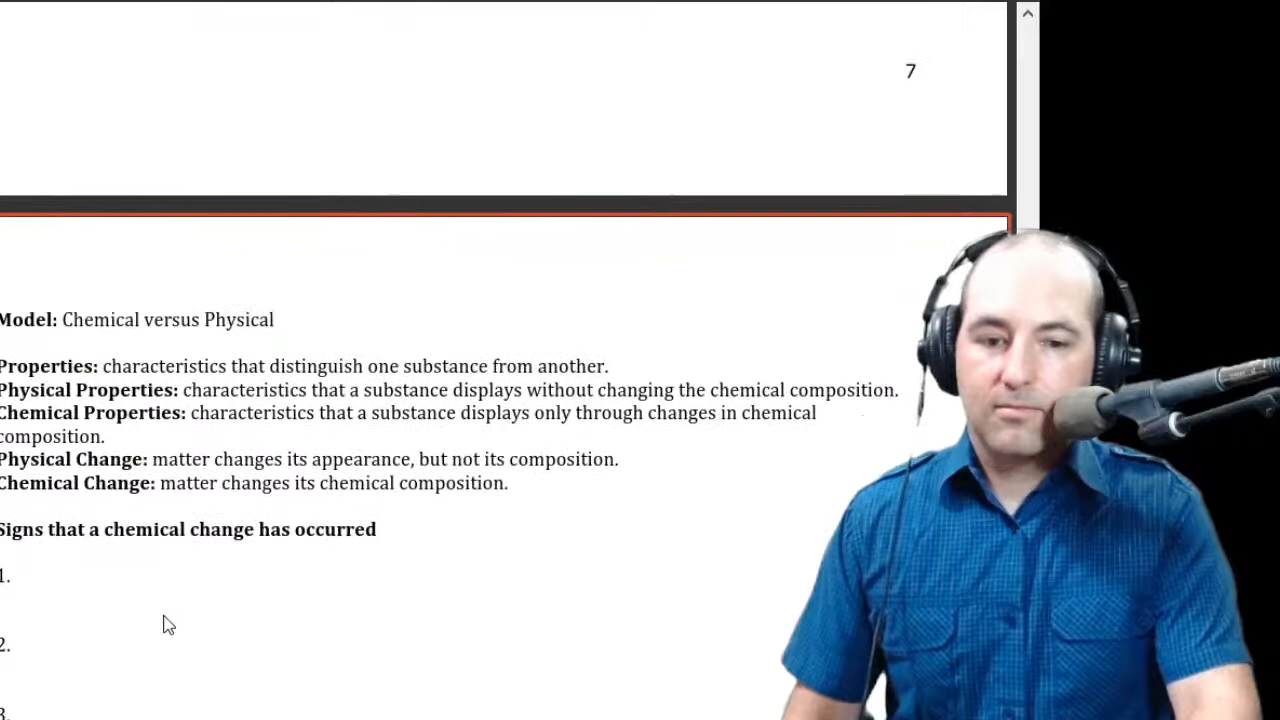 7
Model: Chemical versus Physical
Properties: characteristics that distinguish one substance from another.
Physical Properties: characteristics that a substance displays without changing the chemical composition.
Chemical Properties: characteristics that a substance displays only through changes in chemical
composition.
Physical Change: matter changes its appearance, but not its composition.
Chemical Change: matter changes its chemical composition.
Signs that a chemical change has occurred
1.
2.
3.